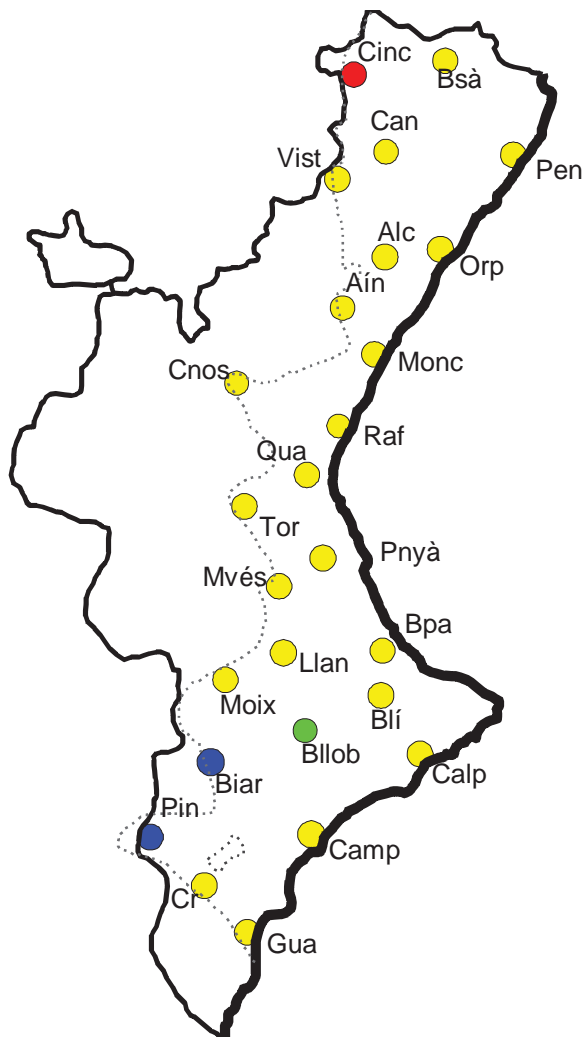 Cinc
Bsà
Can
Vist
Pen
Alc
Orp
Aín
Monc
Cnos
Raf
Qua
Tor
Pnyà
Mvés
Bpa
Llan
Moix
Blí
Bllob
Calp
Biar
Pin
Camp
Cr
Gua